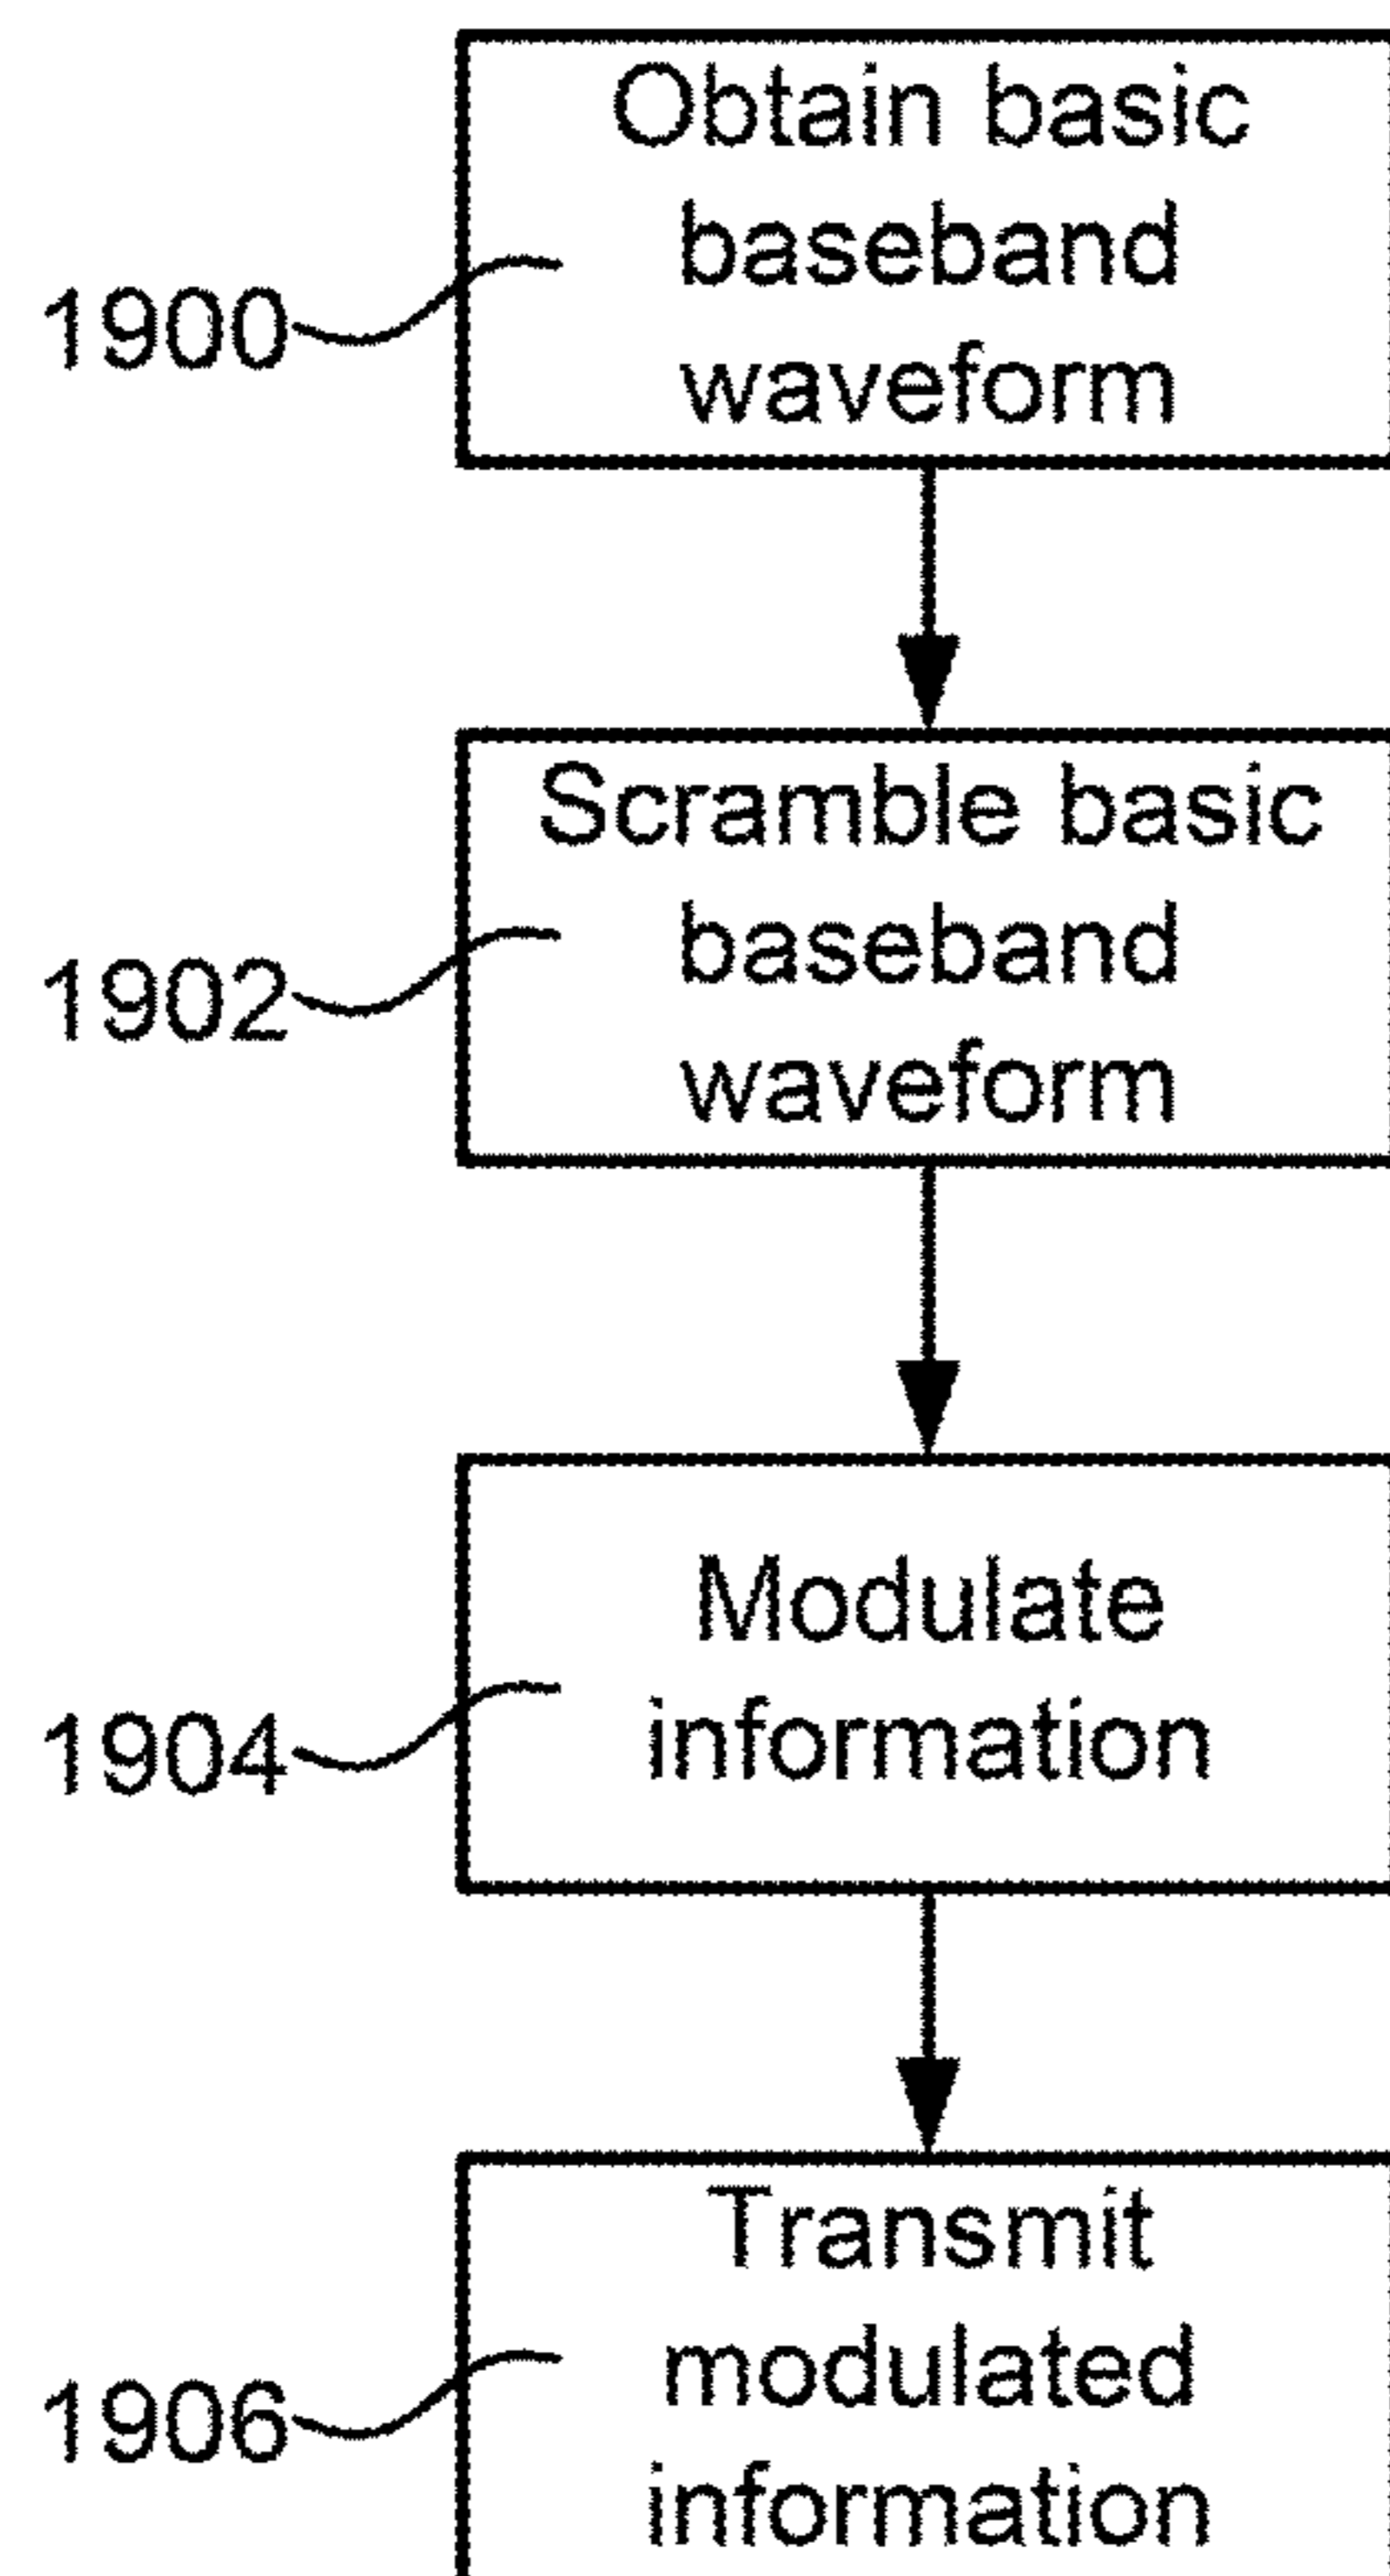 Obtain basic
baseband
waveform
1900
Scramble basic
baseband
waveform
1902
Modulate
information
1904
Transmit
modulated
information
1906